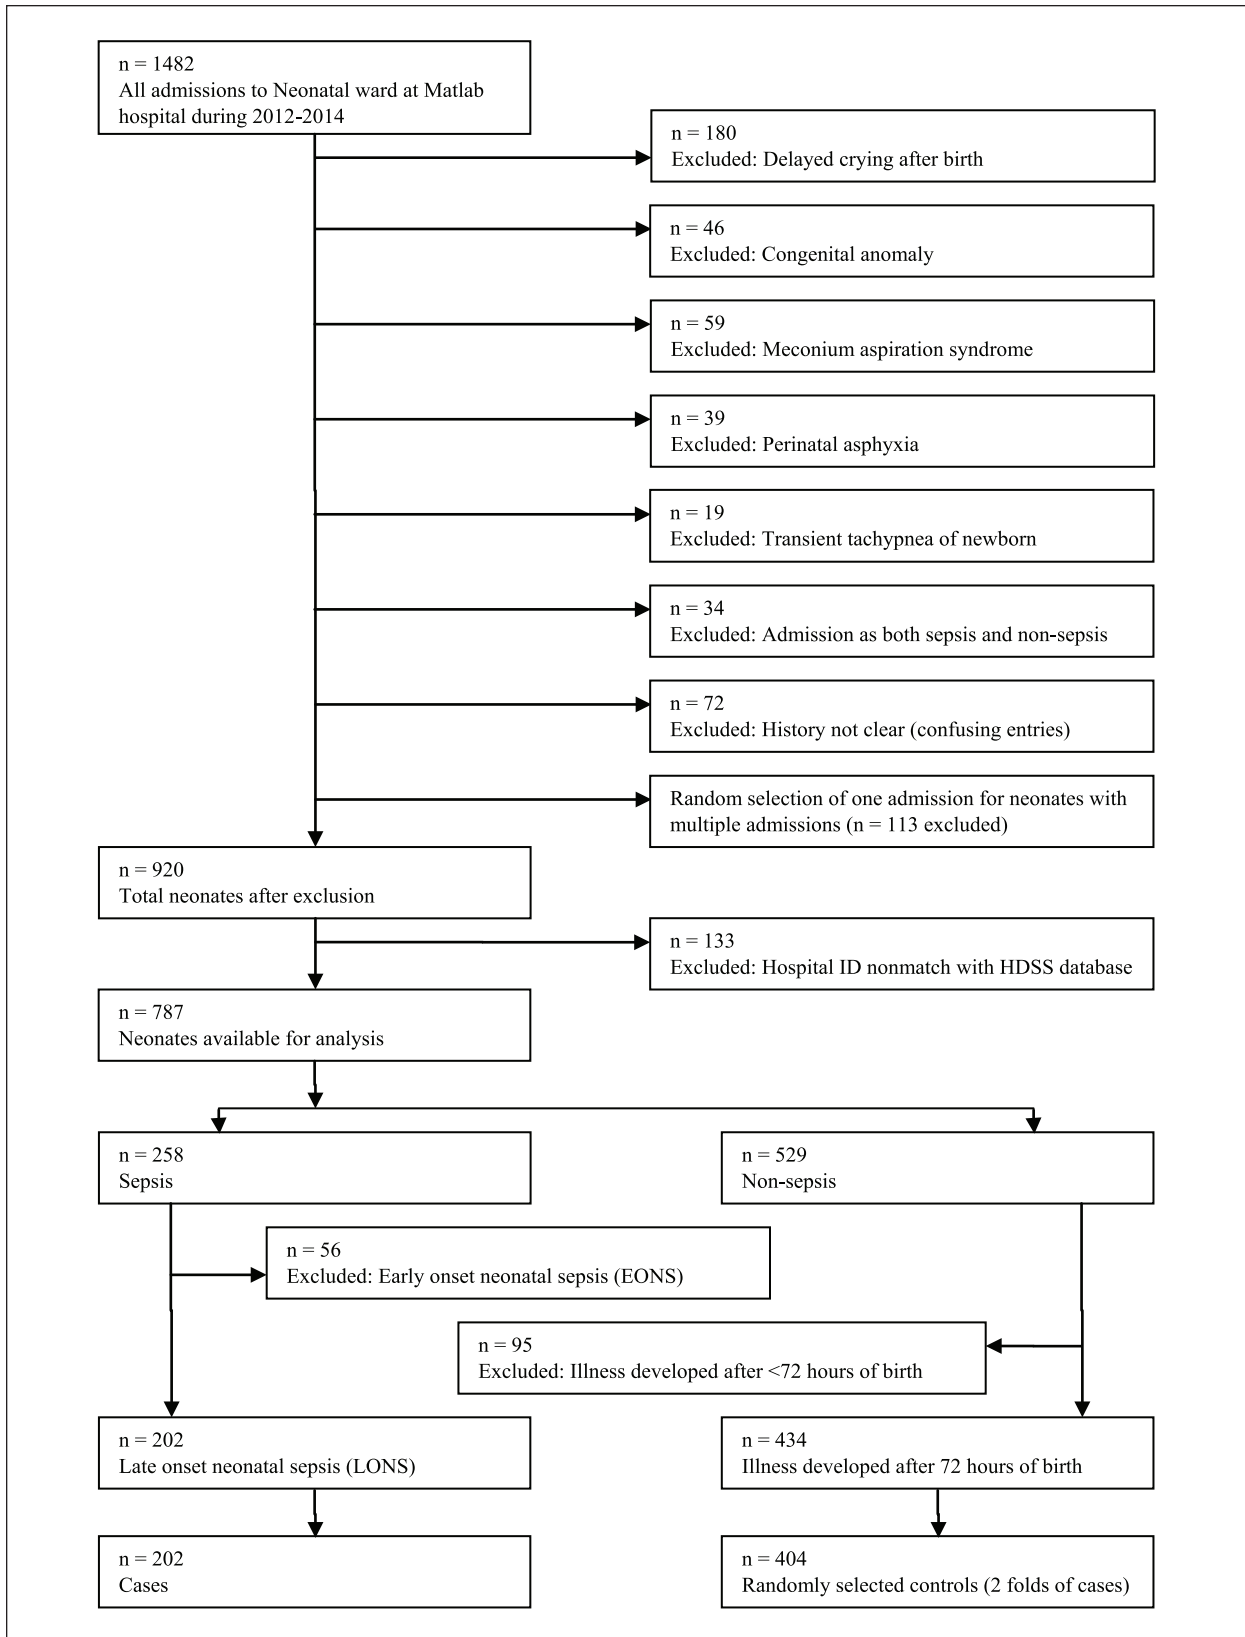 n = 1482
All admissions to Neonatal ward at Matlab
hospital during 2012-2014
n = 180
Excluded: Delayed crying after birth
n = 46
Excluded: Congenital anomaly
n = 59
Excluded: Meconium aspiration syndrome
n = 39
Excluded: Perinatal asphyxia
n = 19
Excluded: Transient tachypnea of newborn
n = 34
Excluded: Admission as both sepsis and non-sepsis
n = 72
Excluded: History not clear (confusing entries)
Random selection of one admission for neonates with
multiple admissions (n = 113 excluded)
n = 920
Total neonates after exclusion
n = 133
Excluded: Hospital ID nonmatch with HDSS database
n = 787
Neonates available for analysis
n = 258
Sepsis
n = 529
Non-sepsis
n = 56
Excluded: Early onset neonatal sepsis (EONS)
n = 95
Excluded: Illness developed after <72 hours of birth
n = 202
Late onset neonatal sepsis (LONS)
n = 434
Illness developed after 72 hours of birth
n = 202
Cases
n = 404
Randomly selected controls (2 folds of cases)